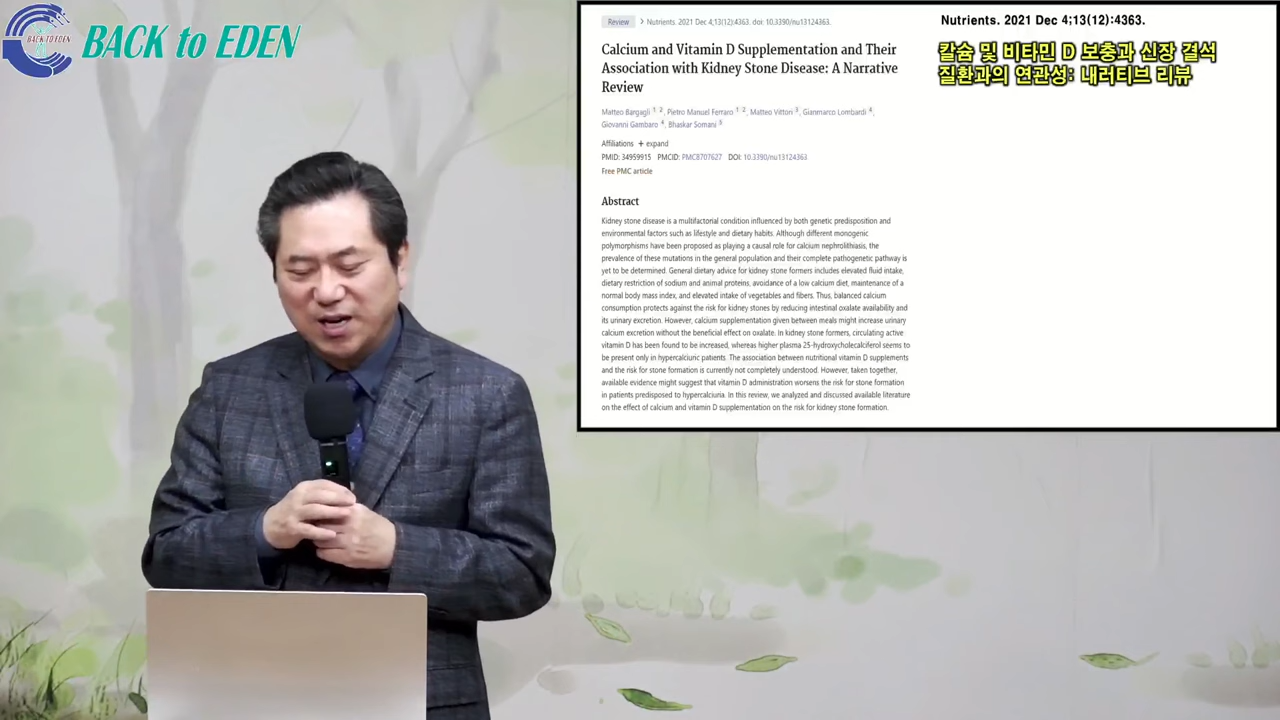 BACK TO EDEN
BACK to EDEN
Review
Nutrients. 2021 Dec 4;13(12):4363. doi: 10.3390/nu13124363.
Calcium and Vitamin D Supplementation and Their
Association with Kidney Stone Disease: A Narrative
Review
Matteo Bargagli 1 2, Pietro Manuel Ferraro 1 2, Matteo Vittori 3, Gianmarco Lombardi 4,
Giovanni Gambaro 4, Bhaskar Somani 5
Affiliations + expand
PMID: 34959915 PMCID: PMC8707627 DOI: 10.3390/nu13124363
Free PMC article
Abstract
Kidney stone disease is a multifactorial condition influenced by both genetic predisposition and
environmental factors such as lifestyle and dietary habits. Although different monogenic
polymorphisms have been proposed as playing a causal role for calcium nephrolithiasis, the
prevalence of these mutations in the general population and their complete pathogenetic pathway is
yet to be determined. General dietary advice for kidney stone formers includes elevated fluid intake,
dietary restriction of sodium and animal proteins, avoidance of a low calcium diet, maintenance of a
normal body mass index, and elevated intake of vegetables and fibers. Thus, balanced calcium
consumption protects against the risk for kidney stones by reducing intestinal oxalate availability and
its urinary excretion. However, calcium supplementation given between meals might increase urinary
calcium excretion without the beneficial effect on oxalate. In kidney stone formers, circulating active
vitamin D has been found to be increased, whereas higher plasma 25-hydroxycholecalciferol seems to
be present only in hypercalciuric patients. The association between nutritional vitamin D supplements
and the risk for stone formation is currently not completely understood. However, taken together,
available evidence might suggest that vitamin D administration worsens the risk for stone formation
in patients predisposed to hypercalciuria. In this review, we analyzed and discussed available literature
on the effect of calcium and vitamin D supplementation on the risk for kidney stone formation.
Nutrients. 2021 Dec 4;13(12):4363.
칼슘 및 비타민 D 보충과 신장 결석
질환과의 연관성: 내러티브 리뷰